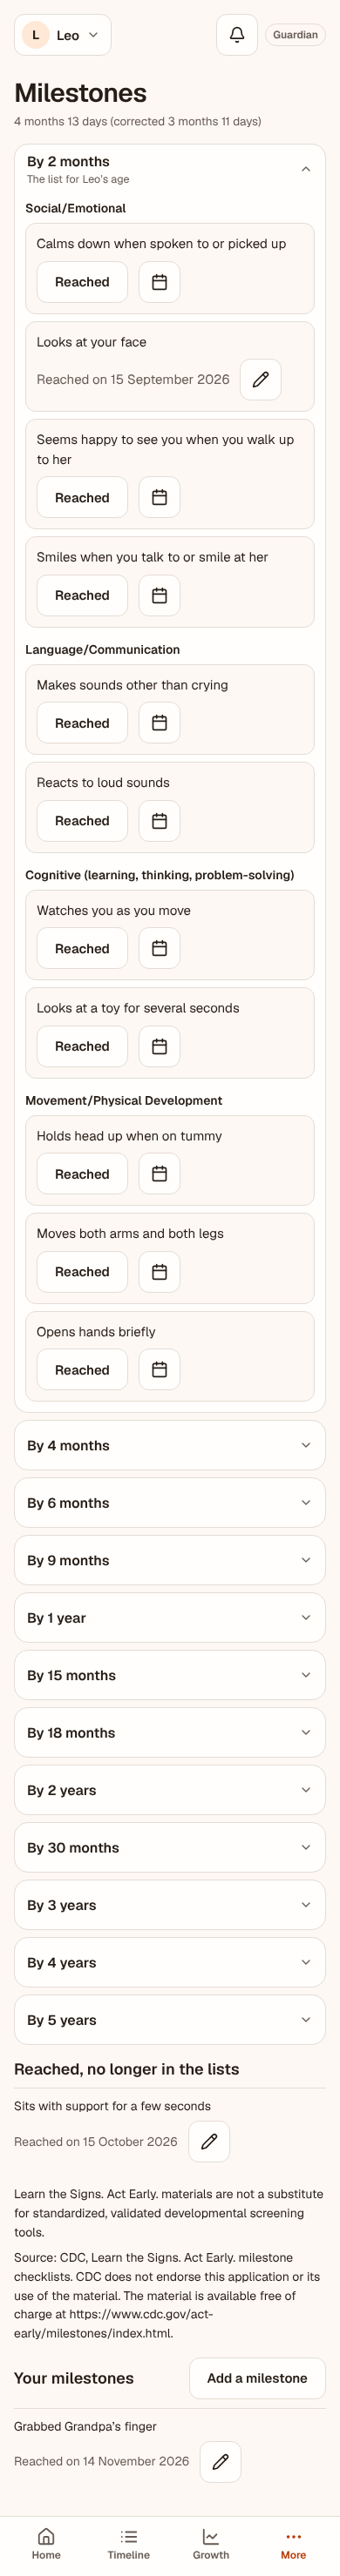 L Leo
Guardian
Milestones
4 months 13 days (corrected 3 months 11 days)
By 2 months
The list for Leo's age
Social/Emotional
Calms down when spoken to or picked up
Reached
Looks at your face
Reached on 15 September 2026
Seems happy to see you when you walk up
to her
Reached
Smiles when you talk to or smile at her
Reached
Language/Communication
Makes sounds other than crying
Reached
Reacts to loud sounds
Reached
Cognitive (learning, thinking, problem-solving)
Watches you as you move
Reached
Looks at a toy for several seconds
Reached
Movement/Physical Development
Holds head up when on tummy
Reached
Moves both arms and both legs
Reached
Opens hands briefly
Reached
By 4 months
By 6 months
By 9 months
By 1 year
By 15 months
By 18 months
By 2 years
By 30 months
By 3 years
By 4 years
By 5 years
Reached, no longer in the lists
Sits with support for a few seconds
Reached on 15 October 2026
Learn the Signs. Act Early. materials are not a substitute
for standardized, validated developmental screening
tools.
Source: CDC, Learn the Signs. Act Early. milestone
checklists. CDC does not endorse this application or its
use of the material. The material is available free of
charge at https://www.cdc.gov/act-
early/milestones/index.html.
Your milestones
Add a milestone
Grabbed Grandpa's finger
Reached on 14 November 2026
Home
Timeline
Growth
More